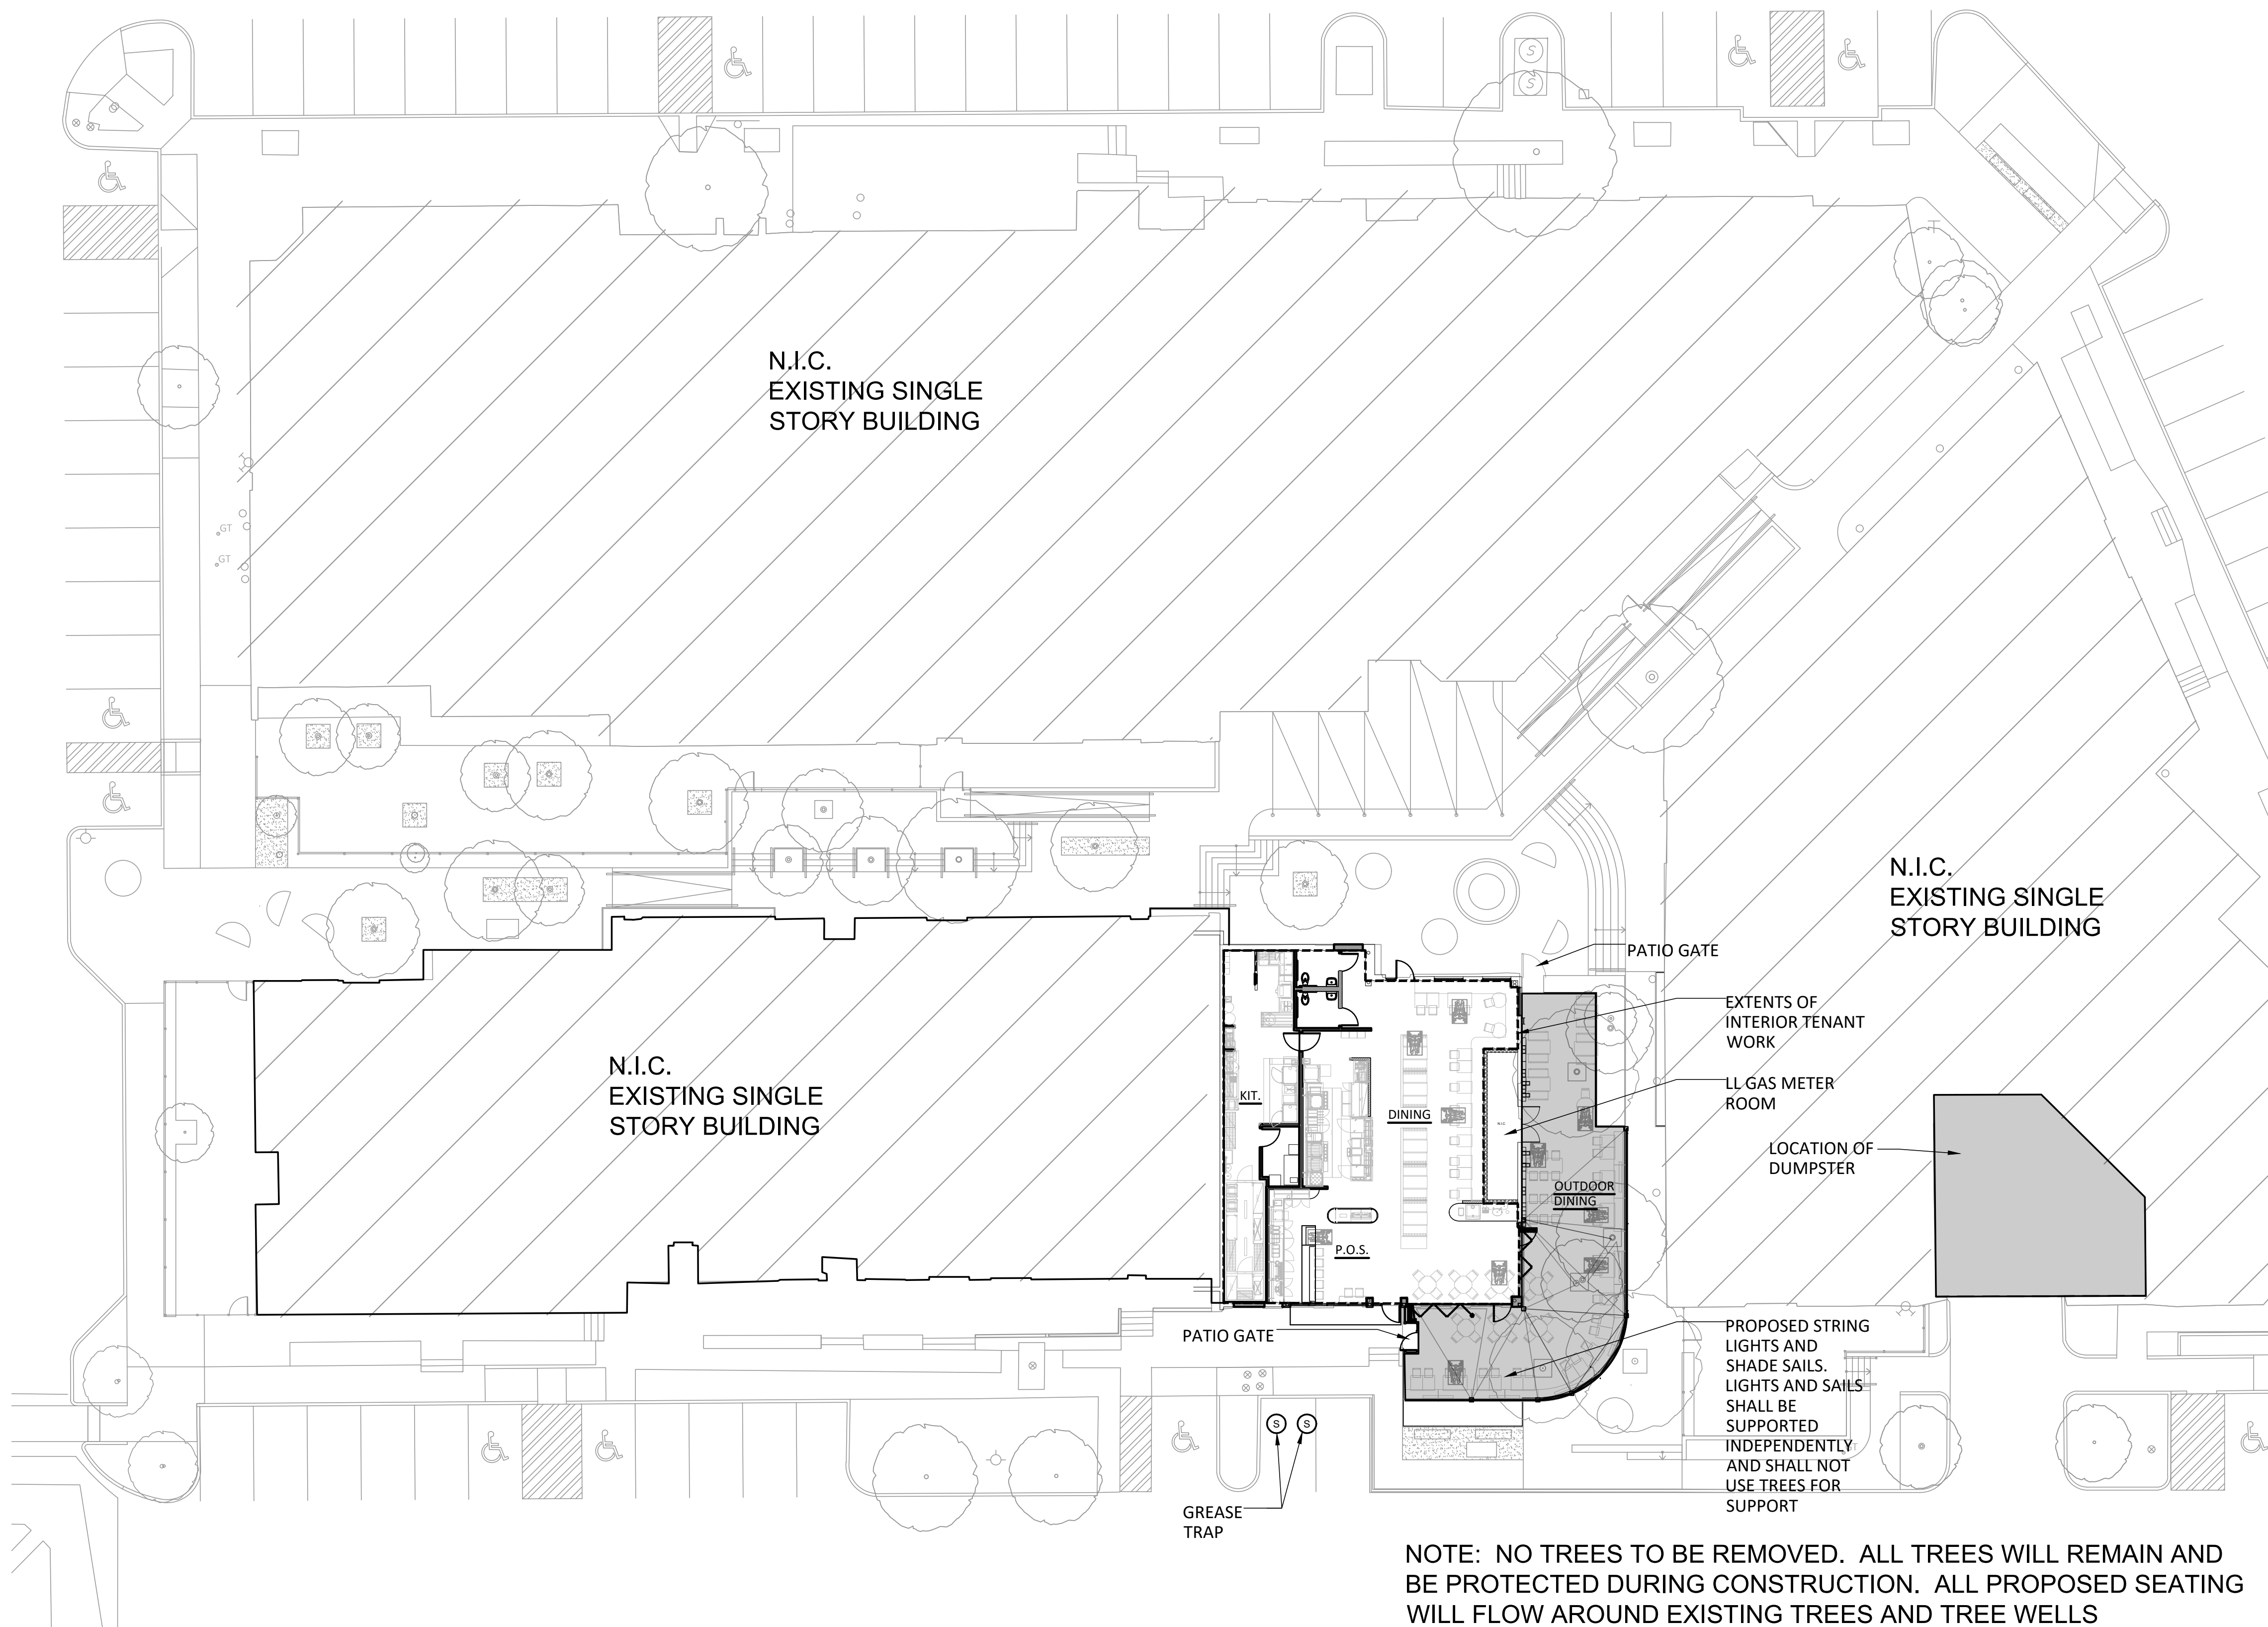 S
S
N.I.C.
EXISTING SINGLE
STORY BUILDING
GT
GT
N.I.C.
EXISTING SINGLE
STORY BUILDING
PATIO GATE
EXTENTS OF
INTERIOR TENANT
WORK
N.I.C.
EXISTING SINGLE
STORY BUILDING
KIT.
DINING
N.I.C.
LL GAS METER
ROOM
LOCATION OF
DUMPSTER
OUTDOOR
DINING
P.O.S.
PATIO GATE
PROPOSED STRING
LIGHTS AND
SHADE SAILS.
LIGHTS AND SAILS
SHALL BE
SUPPORTED
INDEPENDENTLY
AND SHALL NOT
USE TREES FOR
SUPPORT
S
S
GREASE
TRAP
NOTE: NO TREES TO BE REMOVED. ALL TREES WILL REMAIN AND
BE PROTECTED DURING CONSTRUCTION. ALL PROPOSED SEATING
WILL FLOW AROUND EXISTING TREES AND TREE WELLS